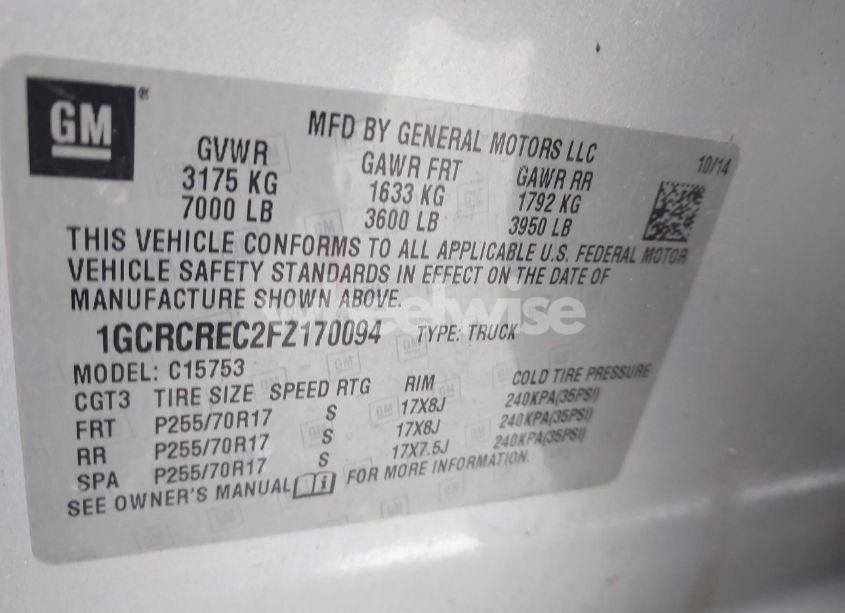 GM®
MFD BY GENERAL MOTORS LLC
10/14
GVWR GAWR FRT GAWR RR
3175 KG 1633 KG 1792 KG
7000 LB 3600 LB 3950 LB
THIS VEHICLE CONFORMS TO ALL APPLICABLE U.S. FEDERAL MOTOR
VEHICLE SAFETY STANDARDS IN EFFECT ON THE DATE OF
MANUFACTURE SHOWN ABOVE.
wheelwise
1GCRCREC2FZ170094 TYPE: TRUCK
MODEL: C15753
CGT3 TIRE SIZE SPEED RTG RIM COLD TIRE PRESSURE
FRT P255/70R17 S 17X8J 240KPA(35PSI)
RR P255/70R17 S 17X8J 240KPA(35PSI)
SPA P255/70R17 S 17X7.5J 240KPA(35PSI)
SEE OWNER'S MANUAL FOR MORE INFORMATION.